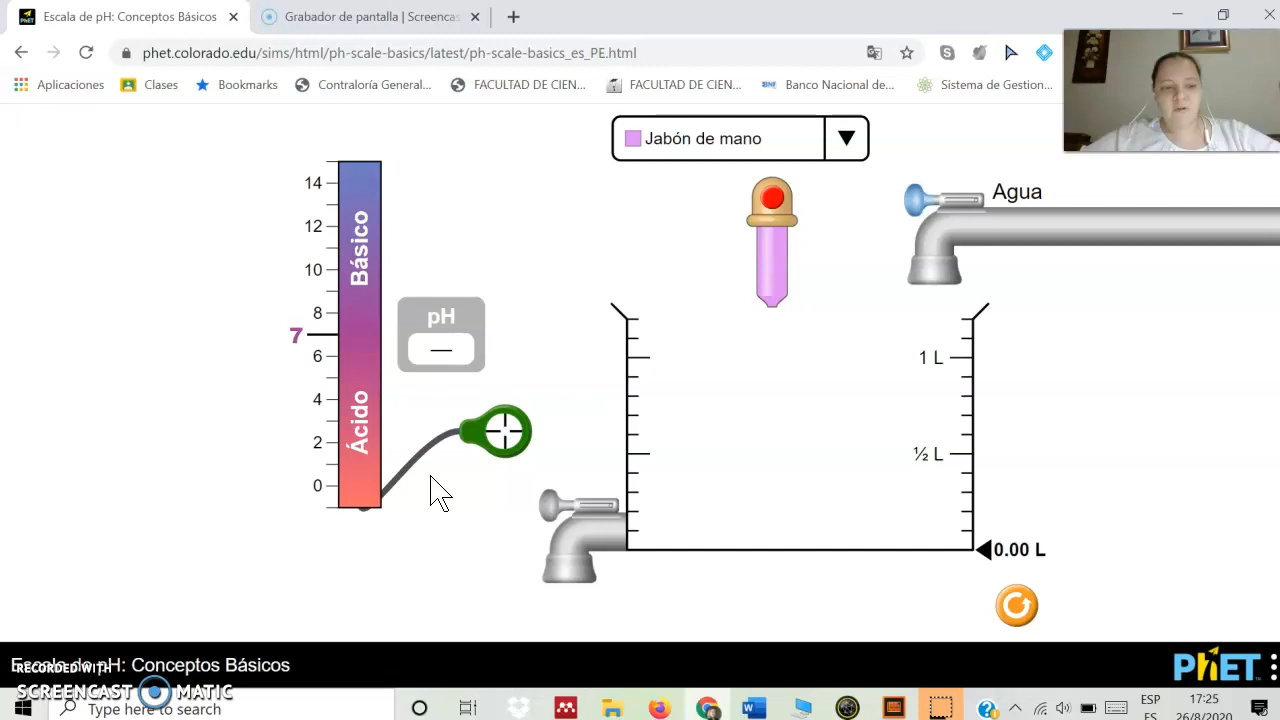 Escala de pH: Conceptos Básicos
Grabador de pantalla | Screencas
phet.colorado.edu/sims/html/ph-scale-basics/latest/ph-scale-basics_es_PE.html
Aplicaciones
Clases
Bookmarks
Contraloría General...
FACULTAD DE CIEN...
FACULTAD DE CIEN...
BNF
Banco Nacional de...
Sistema de Gestion...
Jabón de mano
Agua
14
12
10
8
7
6
4
2
0
Básico
Ácido
pH
—
1 L
½ L
0.00 L
Escala de pH: Conceptos Básicos
RECORDED WITH
SCREENCAST MATIC
PhET
Type here to search
ESP
ES
17:25
26/8/2020